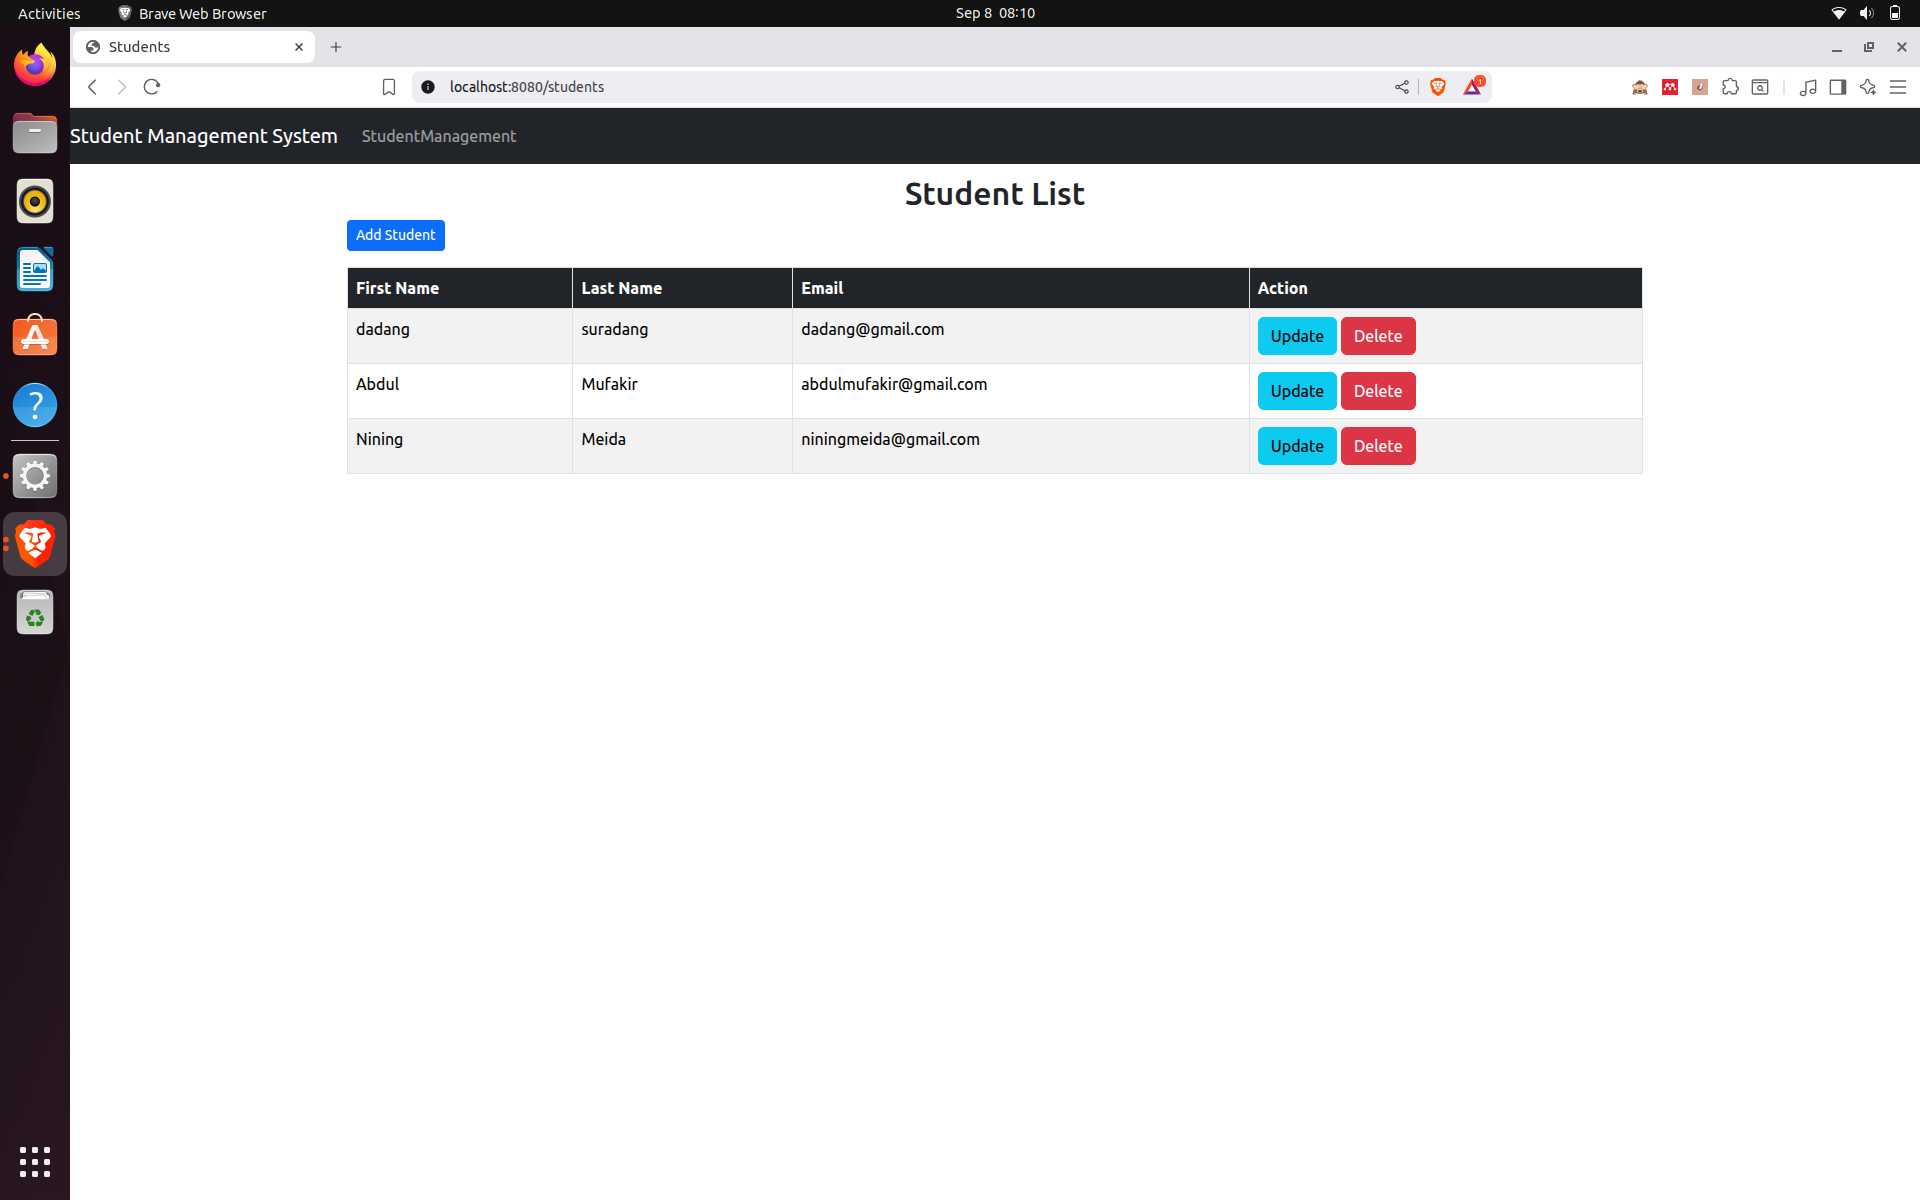 Activities Brave Web Browser Sep 8 08:10
Students
localhost:8080/students 1
Student Management System StudentManagement
Student List
Add Student
First Name Last Name Email Action
dadang suradang dadang@gmail.com Update Delete
Abdul Mufakir abdulmufakir@gmail.com Update Delete
Nining Meida niningmeida@gmail.com Update Delete